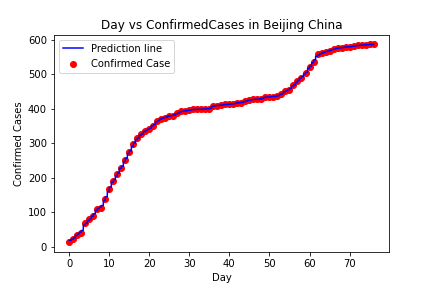 Day vs ConfirmedCases in Beijing China
Prediction line
Confirmed Case
Confirmed Cases
600
500
400
300
200
100
0
0 10 20 30 40 50 60 70
Day